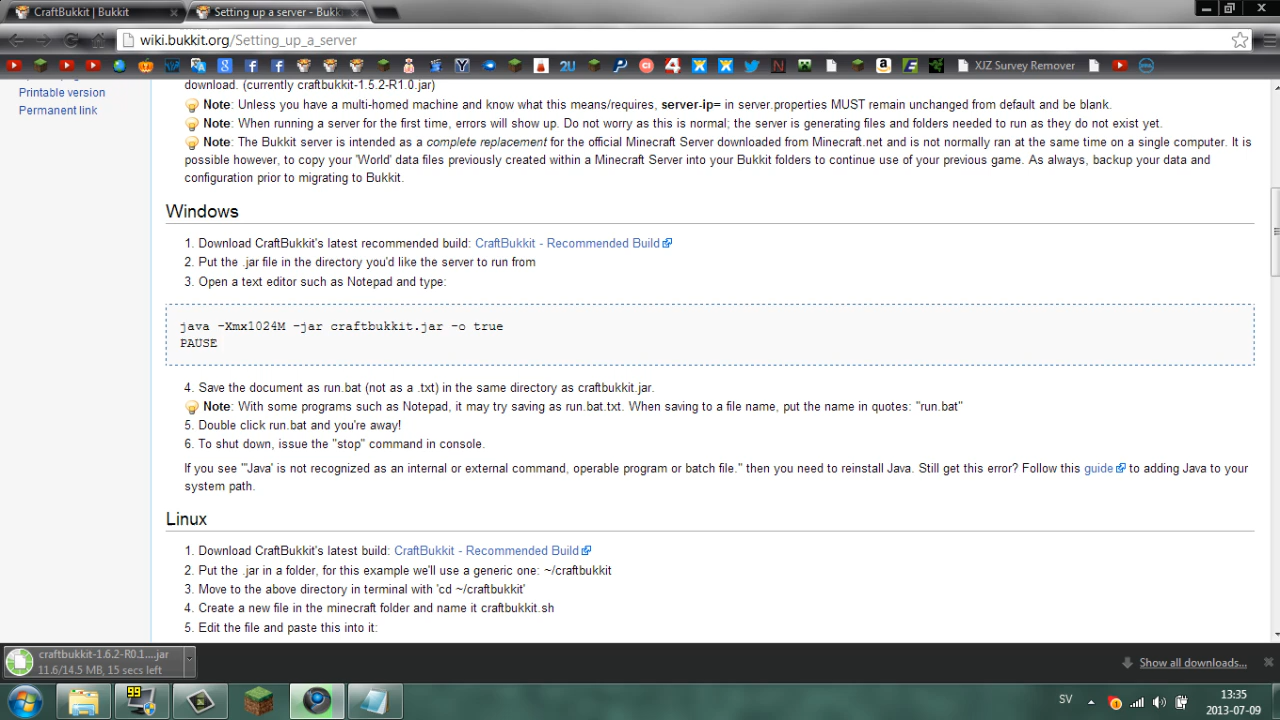 CraftBukkit | Bukkit
Setting up a server - Bukk
wiki.bukkit.org/Setting_up_a_server
XJZ Survey Remover
Printable version
Permanent link
download. (currently craftbukkit-1.5.2-R1.0.jar)
Note: Unless you have a multi-homed machine and know what this means/requires, server-ip= in server.properties MUST remain unchanged from default and be blank.
Note: When running a server for the first time, errors will show up. Do not worry as this is normal; the server is generating files and folders needed to run as they do not exist yet.
Note: The Bukkit server is intended as a complete replacement for the official Minecraft Server downloaded from Minecraft.net and is not normally ran at the same time on a single computer. It is
possible however, to copy your 'World' data files previously created within a Minecraft Server into your Bukkit folders to continue use of your previous game. As always, backup your data and
configuration prior to migrating to Bukkit.
Windows
1. Download CraftBukkit's latest recommended build: CraftBukkit - Recommended Build
2. Put the .jar file in the directory you'd like the server to run from
3. Open a text editor such as Notepad and type:
java -Xmx1024M -jar craftbukkit.jar -o true
PAUSE
4. Save the document as run.bat (not as a .txt) in the same directory as craftbukkit.jar.
Note: With some programs such as Notepad, it may try saving as run.bat.txt. When saving to a file name, put the name in quotes: "run.bat"
5. Double click run.bat and you're away!
6. To shut down, issue the "stop" command in console.
If you see "'Java' is not recognized as an internal or external command, operable program or batch file." then you need to reinstall Java. Still get this error? Follow this guide to adding Java to your
system path.
Linux
1. Download CraftBukkit's latest build: CraftBukkit - Recommended Build
2. Put the .jar in a folder, for this example we'll use a generic one: ~/craftbukkit
3. Move to the above directory in terminal with 'cd ~/craftbukkit'
4. Create a new file in the minecraft folder and name it craftbukkit.sh
5. Edit the file and paste this into it:
craftbukkit-1.6.2-R0.1....jar
11.6/14.5 MB, 15 secs left
Show all downloads...
99
SV
13:35
2013-07-09